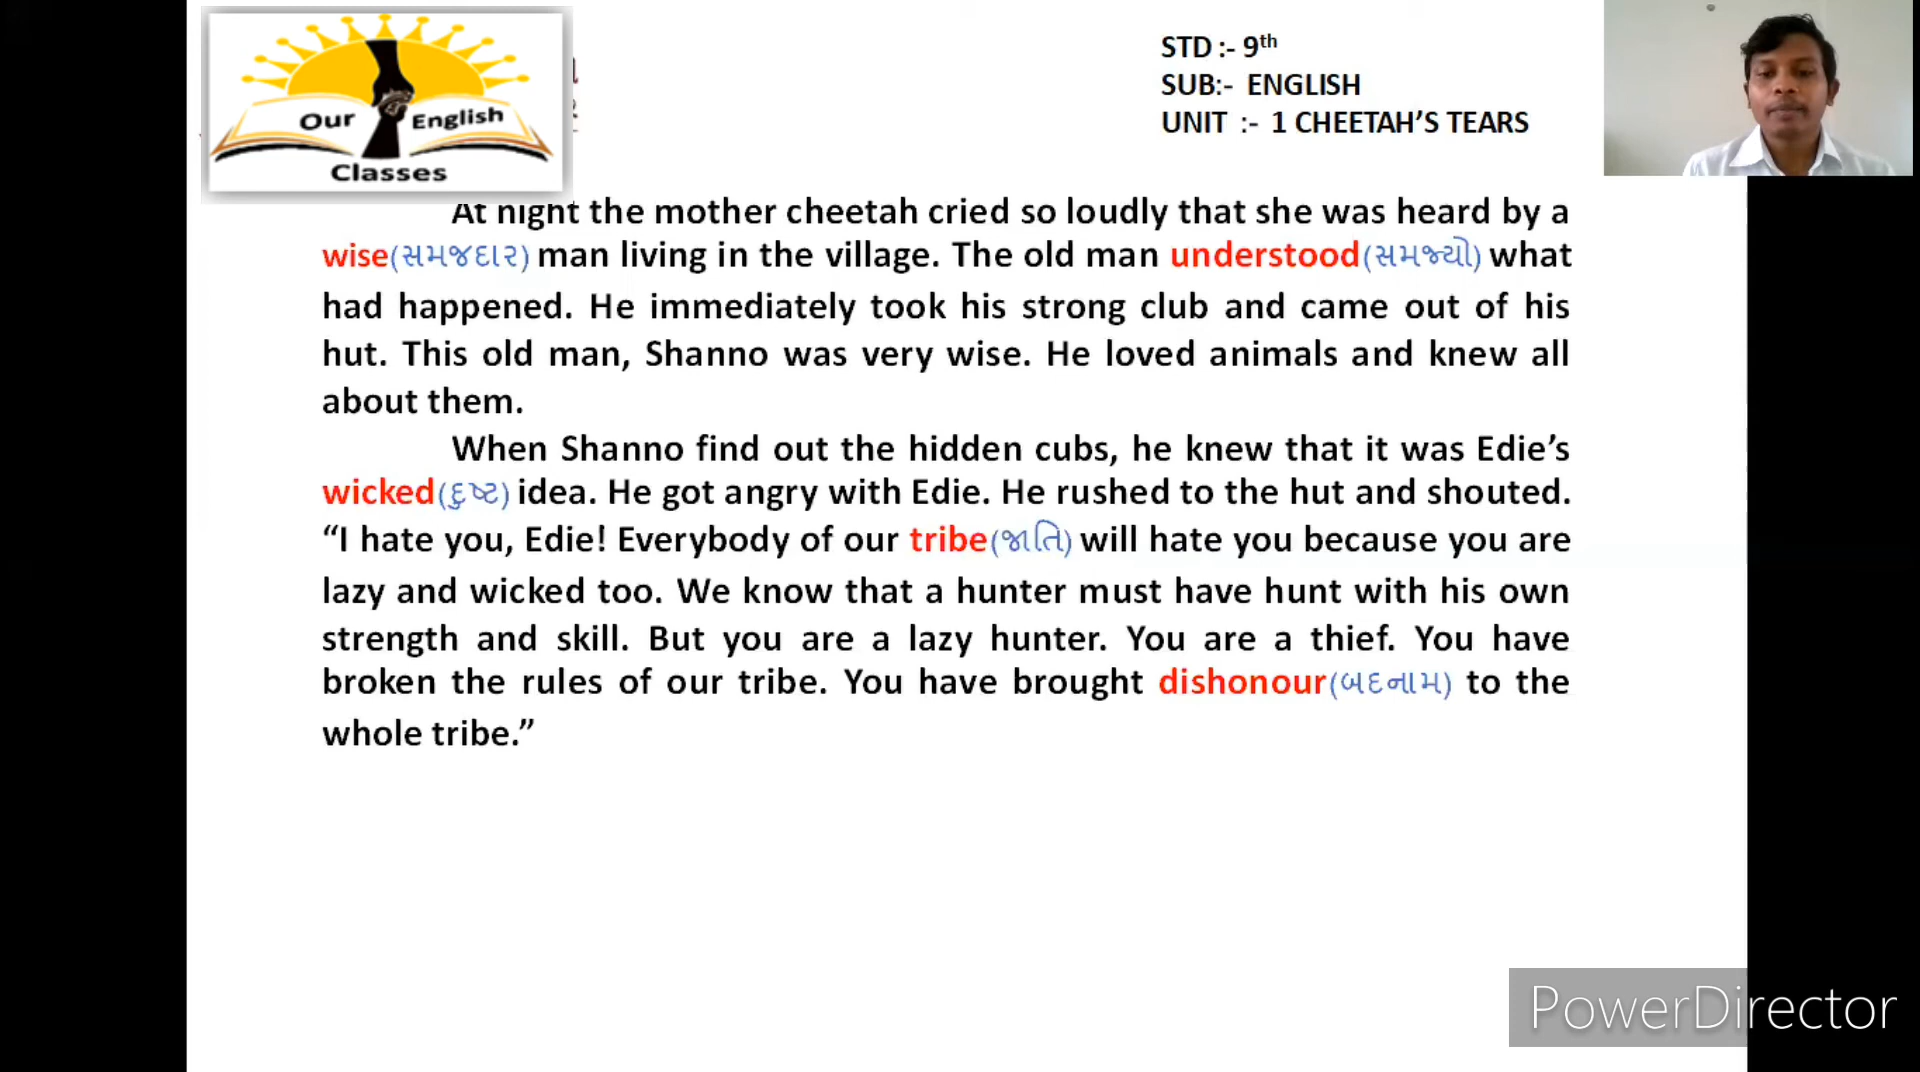 Our English
Classes
STD :- 9th
SUB:- ENGLISH
UNIT :- 1 CHEETAH’S TEARS
At night the mother cheetah cried so loudly that she was heard by a
wise(સમજદાર) man living in the village. The old man understood(સમજ્યો) what
had happened. He immediately took his strong club and came out of his
hut. This old man, Shanno was very wise. He loved animals and knew all
about them.
When Shanno find out the hidden cubs, he knew that it was Edie’s
wicked(દુષ્ટ) idea. He got angry with Edie. He rushed to the hut and shouted.
“I hate you, Edie! Everybody of our tribe(જાતિ) will hate you because you are
lazy and wicked too. We know that a hunter must have hunt with his own
strength and skill. But you are a lazy hunter. You are a thief. You have
broken the rules of our tribe. You have brought dishonour(બદનામ) to the
whole tribe.”
PowerDirector